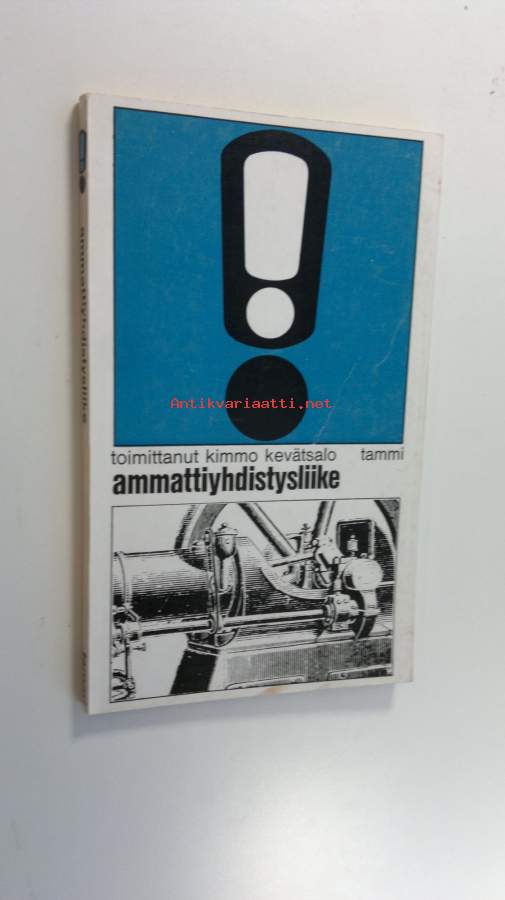 ammattiyhdistysliike
Antikvariaatti.net
toimittanut kimmo kevätsalo tammi
ammattiyhdistysliike